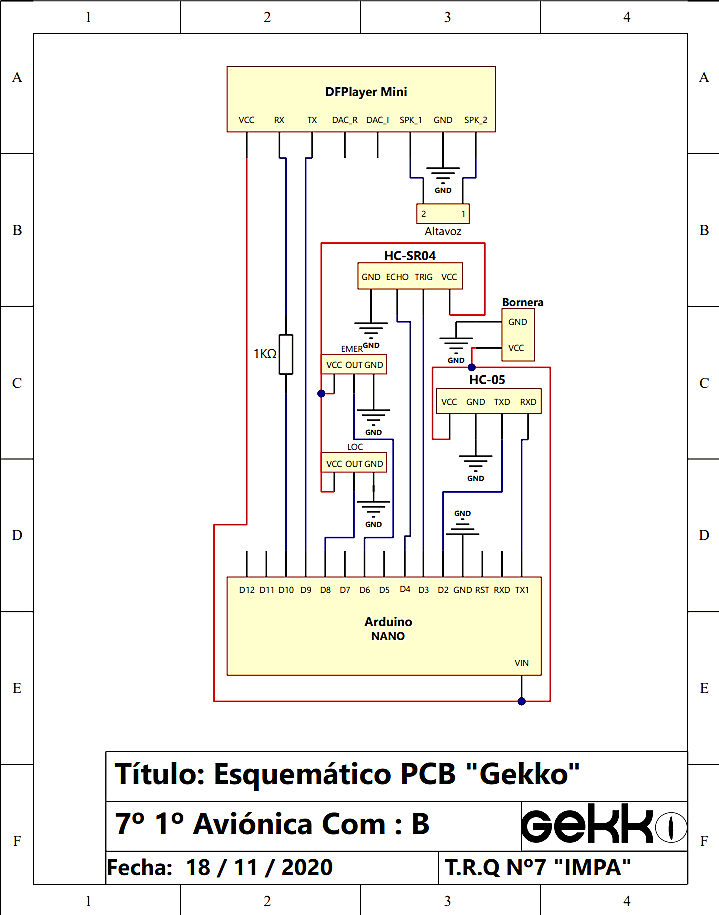 1 2 3 4
A A
DFPlayer Mini
VCC RX TX DAC_R DAC_I SPK_1 GND SPK_2
GND
2 1
B B
Altavoz
HC-SR04
GND ECHO TRIG VCC
Bornera
GND
GND
EMER
GND
VCC
1KΩ
VCC OUT GND
C C
HC-05
VCC GND TXD RXD
GND
LOC
VCC OUT GND
GND
GND
GND
D D
D12 D11 D10 D9 D8 D7 D6 D5 D4 D3 D2 GND RST RXD TX1
Arduino
NANO
VIN
E E
Título: Esquemático PCB "Gekko"
7º 1º Aviónica Com : B
Gekko
F F
Fecha: 18 / 11 / 2020
T.R.Q Nº7 "IMPA"
1 2 3 4